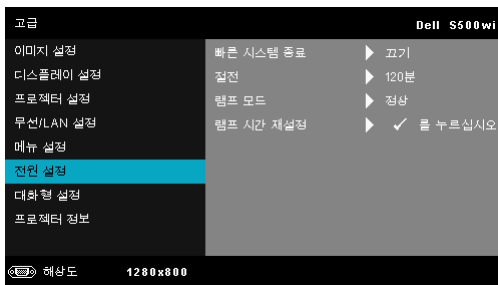 고급 Dell S500wi
이미지 설정
디스플레이 설정
프로젝터 설정
무선/LAN 설정
메뉴 설정
전원 설정
대화형 설정
프로젝터 정보
빠른 시스템 종료 끄기
절전 120분
램프 모드 정상
램프 시간 재설정 ✓ 를 누르십시오
해상도 1280x800